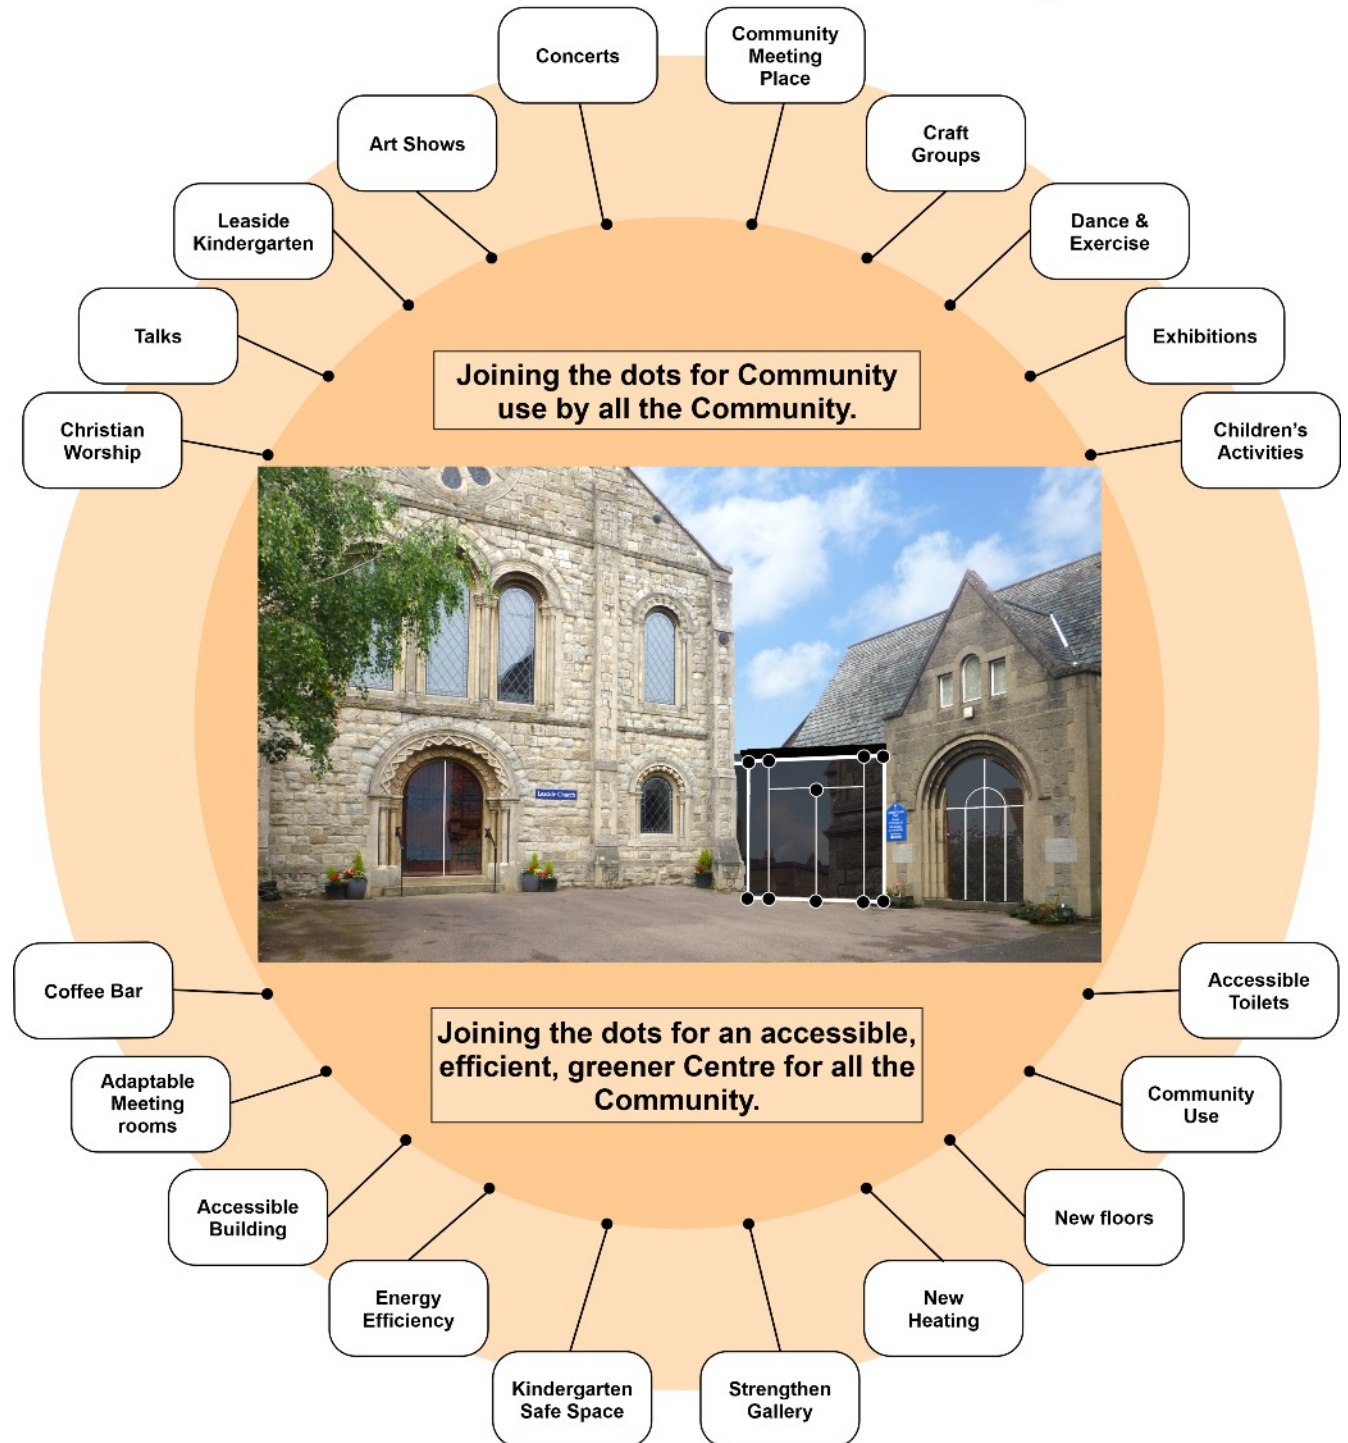 Concerts
Community
Meeting
Place
Art Shows
Craft
Groups
Leaside
Kindergarten
Dance &
Exercise
Talks
Exhibitions
Christian
Worship
Children's
Activities
Joining the dots for Community
use by all the Community.
Leaside Church
Coffee Bar
Accessible
Toilets
Joining the dots for an accessible,
efficient, greener Centre for all the
Community.
Adaptable
Meeting
rooms
Community
Use
Accessible
Building
New floors
Energy
Efficiency
New
Heating
Kindergarten
Safe Space
Strengthen
Gallery